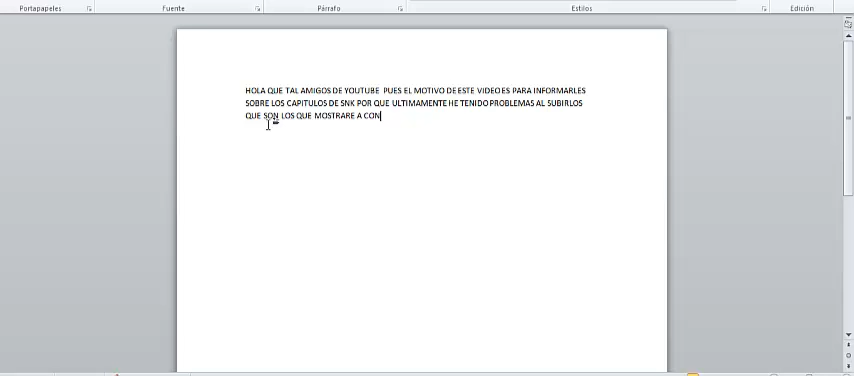 Portapapeles Fuente Párrafo Estilos Edición
HOLA QUE TAL AMIGOS DE YOUTUBE PUES EL MOTIVO DE ESTE VIDEO ES PARA INFORMARLES
SOBRE LOS CAPITULOS DE SNK POR QUE ULTIMAMENTE HE TENIDO PROBLEMAS AL SUBIRLOS
QUE SON LOS QUE MOSTRARE A CON